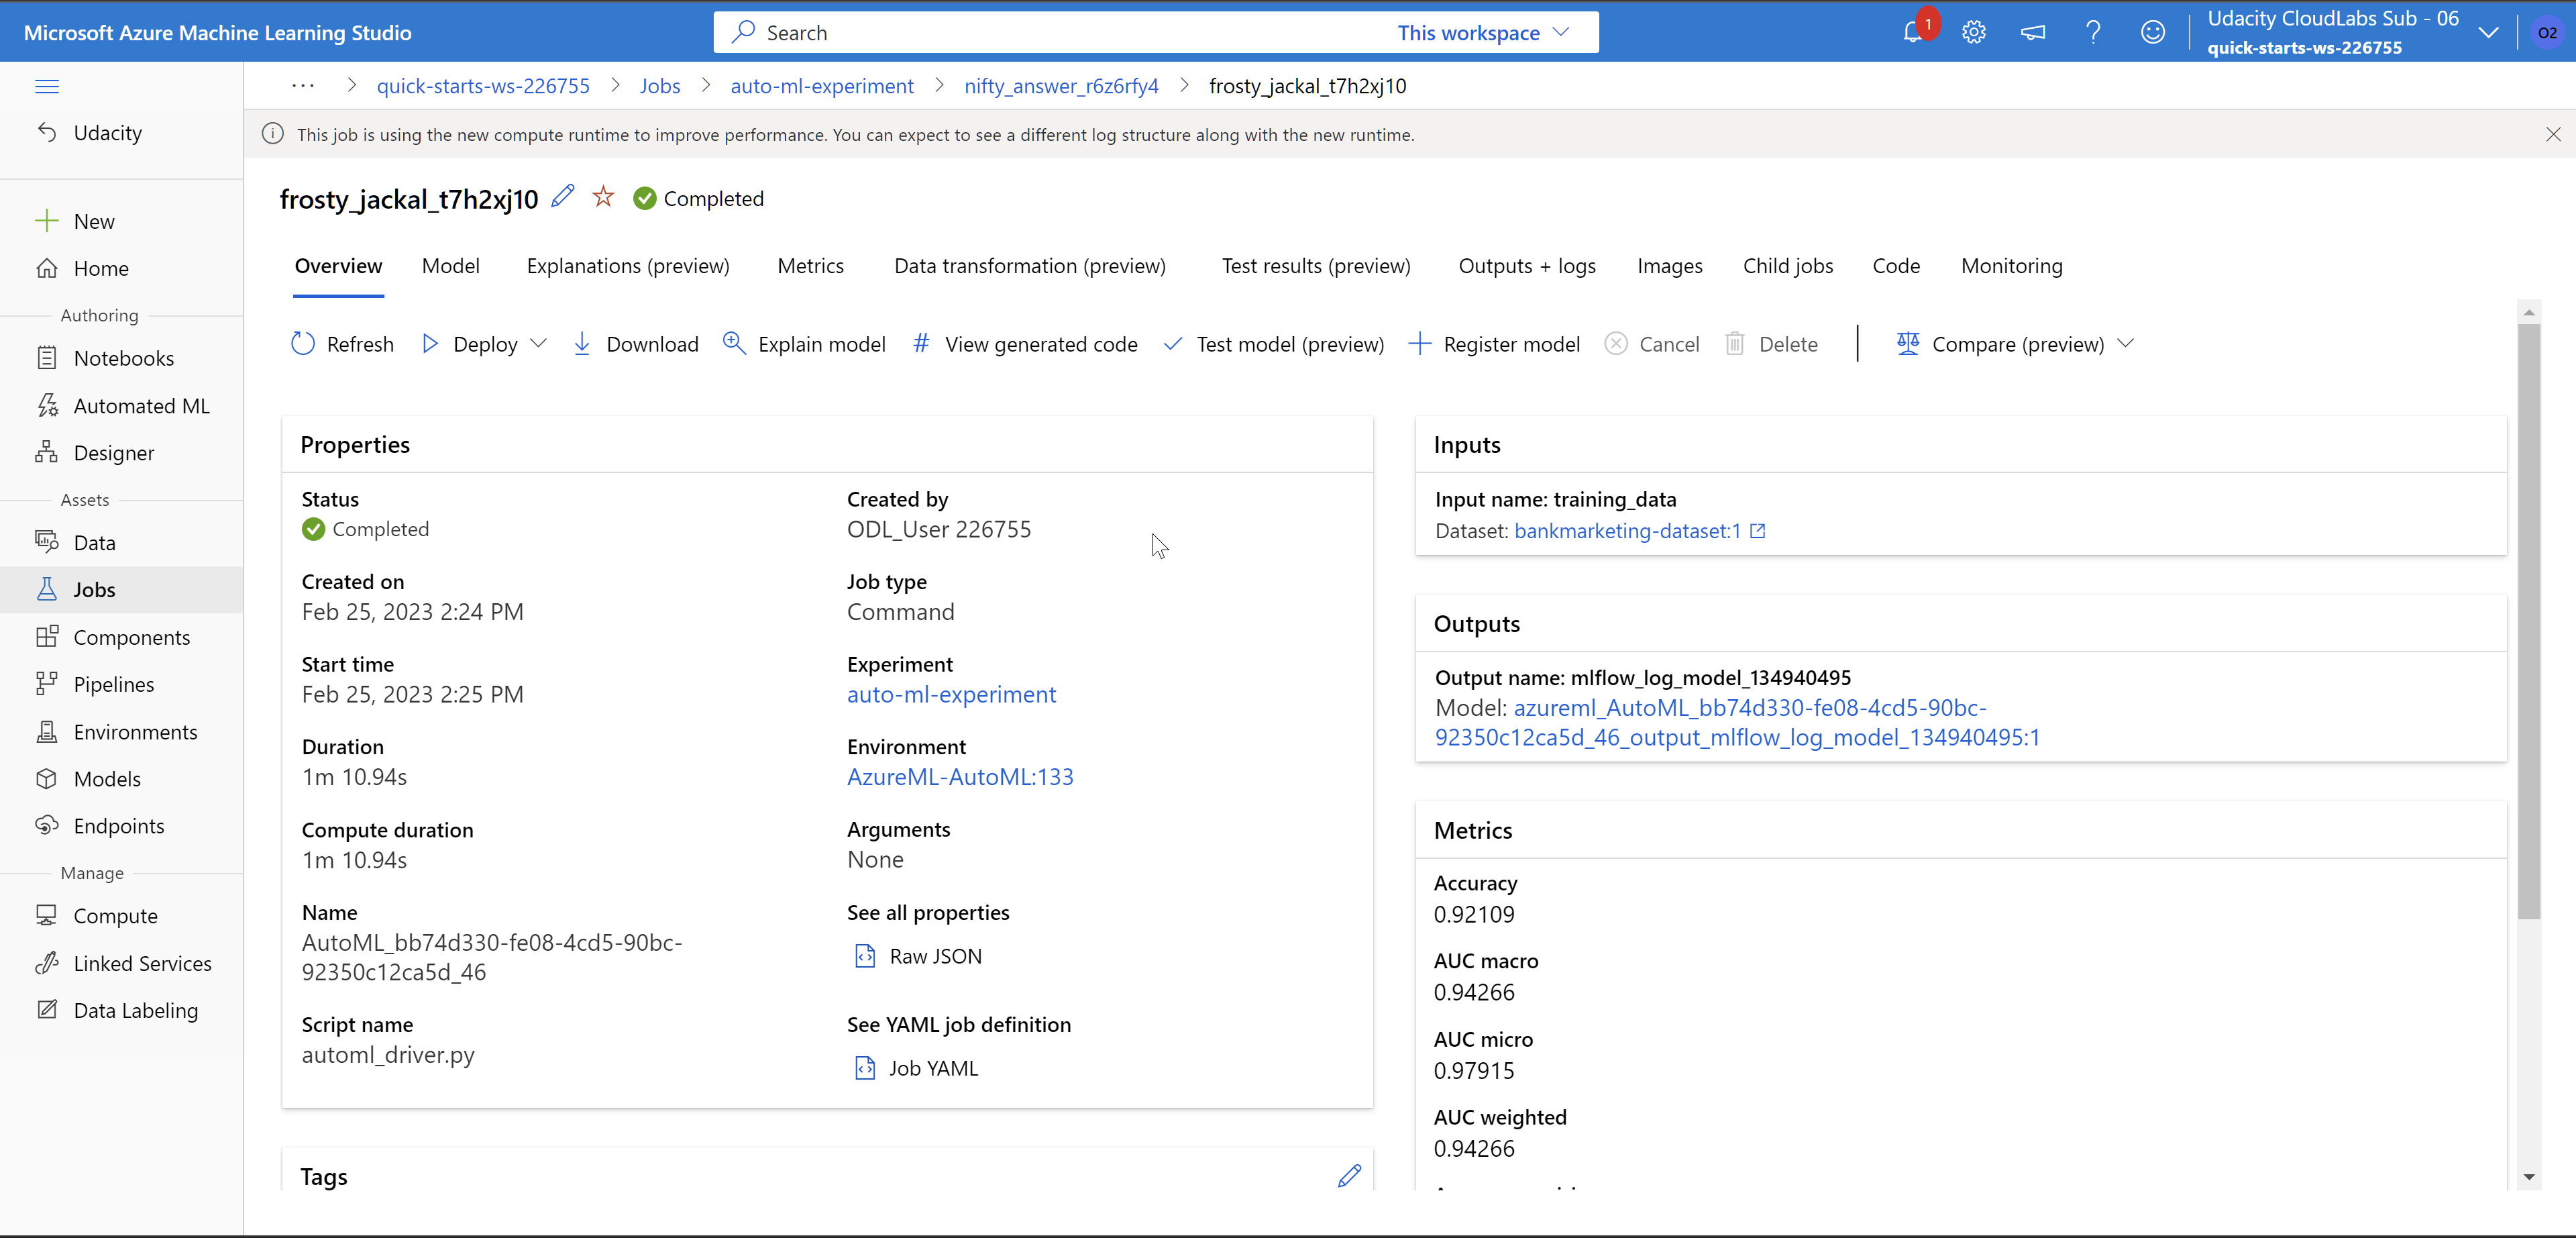 Microsoft Azure Machine Learning Studio
Search
This workspace
1
Udacity CloudLabs Sub - 06
quick-starts-ws-226755
O2
··· > quick-starts-ws-226755 > Jobs > auto-ml-experiment > nifty_answer_r6z6rfy4 > frosty_jackal_t7h2xj10
This job is using the new compute runtime to improve performance. You can expect to see a different log structure along with the new runtime.
Udacity
New
Home
Authoring
Notebooks
Automated ML
Designer
Assets
Data
Jobs
Components
Pipelines
Environments
Models
Endpoints
Manage
Compute
Linked Services
Data Labeling
frosty_jackal_t7h2xj10 Completed
Overview Model Explanations (preview) Metrics Data transformation (preview) Test results (preview) Outputs + logs Images Child jobs Code Monitoring
Refresh Deploy Download Explain model # View generated code Test model (preview) Register model Cancel Delete Compare (preview)
Properties
Status
Completed
Created on
Feb 25, 2023 2:24 PM
Start time
Feb 25, 2023 2:25 PM
Duration
1m 10.94s
Compute duration
1m 10.94s
Name
AutoML_bb74d330-fe08-4cd5-90bc-
92350c12ca5d_46
Script name
automl_driver.py
Created by
ODL_User 226755
Job type
Command
Experiment
auto-ml-experiment
Environment
AzureML-AutoML:133
Arguments
None
See all properties
Raw JSON
See YAML job definition
Job YAML
Tags
Inputs
Input name: training_data
Dataset: bankmarketing-dataset:1
Outputs
Output name: mlflow_log_model_134940495
Model: azureml_AutoML_bb74d330-fe08-4cd5-90bc-
92350c12ca5d_46_output_mlflow_log_model_134940495:1
Metrics
Accuracy
0.92109
AUC macro
0.94266
AUC micro
0.97915
AUC weighted
0.94266